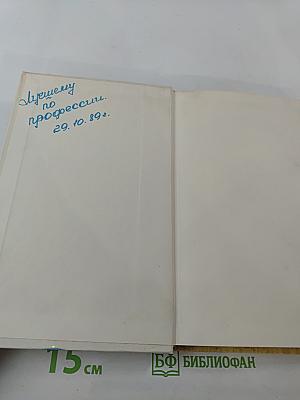 Лучшему
по
профессии.
29.10.89г.
15 см
БФ БИБЛИОФАН